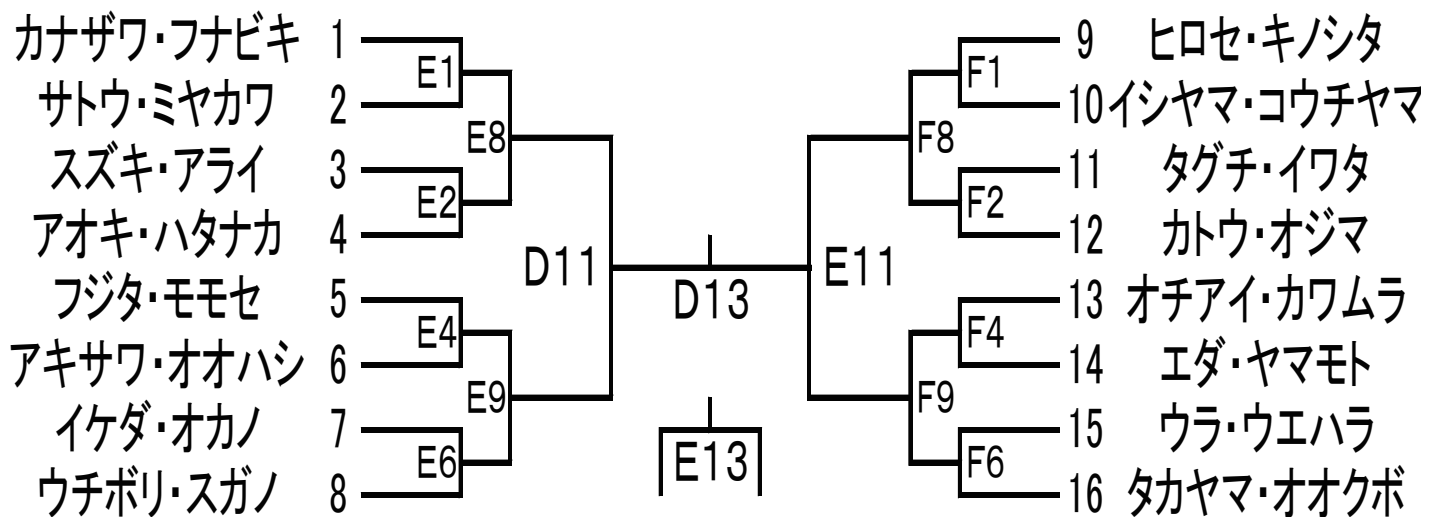 カナザワ・フナビキ 1
E1
サトウ・ミヤカワ 2
E8
スズキ・アライ 3
E2
アオキ・ハタナカ 4
D11
フジタ・モモセ 5
E4
アキサワ・オオハシ 6
E9
イケダ・オカノ 7
E6
ウチボリ・スガノ 8
D13
E13
9 ヒロセ・キノシタ
F1
10 イシヤマ・コウチヤマ
F8
11 タグチ・イワタ
F2
12 カトウ・オジマ
E11
13 オチアイ・カワムラ
F4
14 エダ・ヤマモト
F9
15 ウラ・ウエハラ
F6
16 タカヤマ・オオクボ